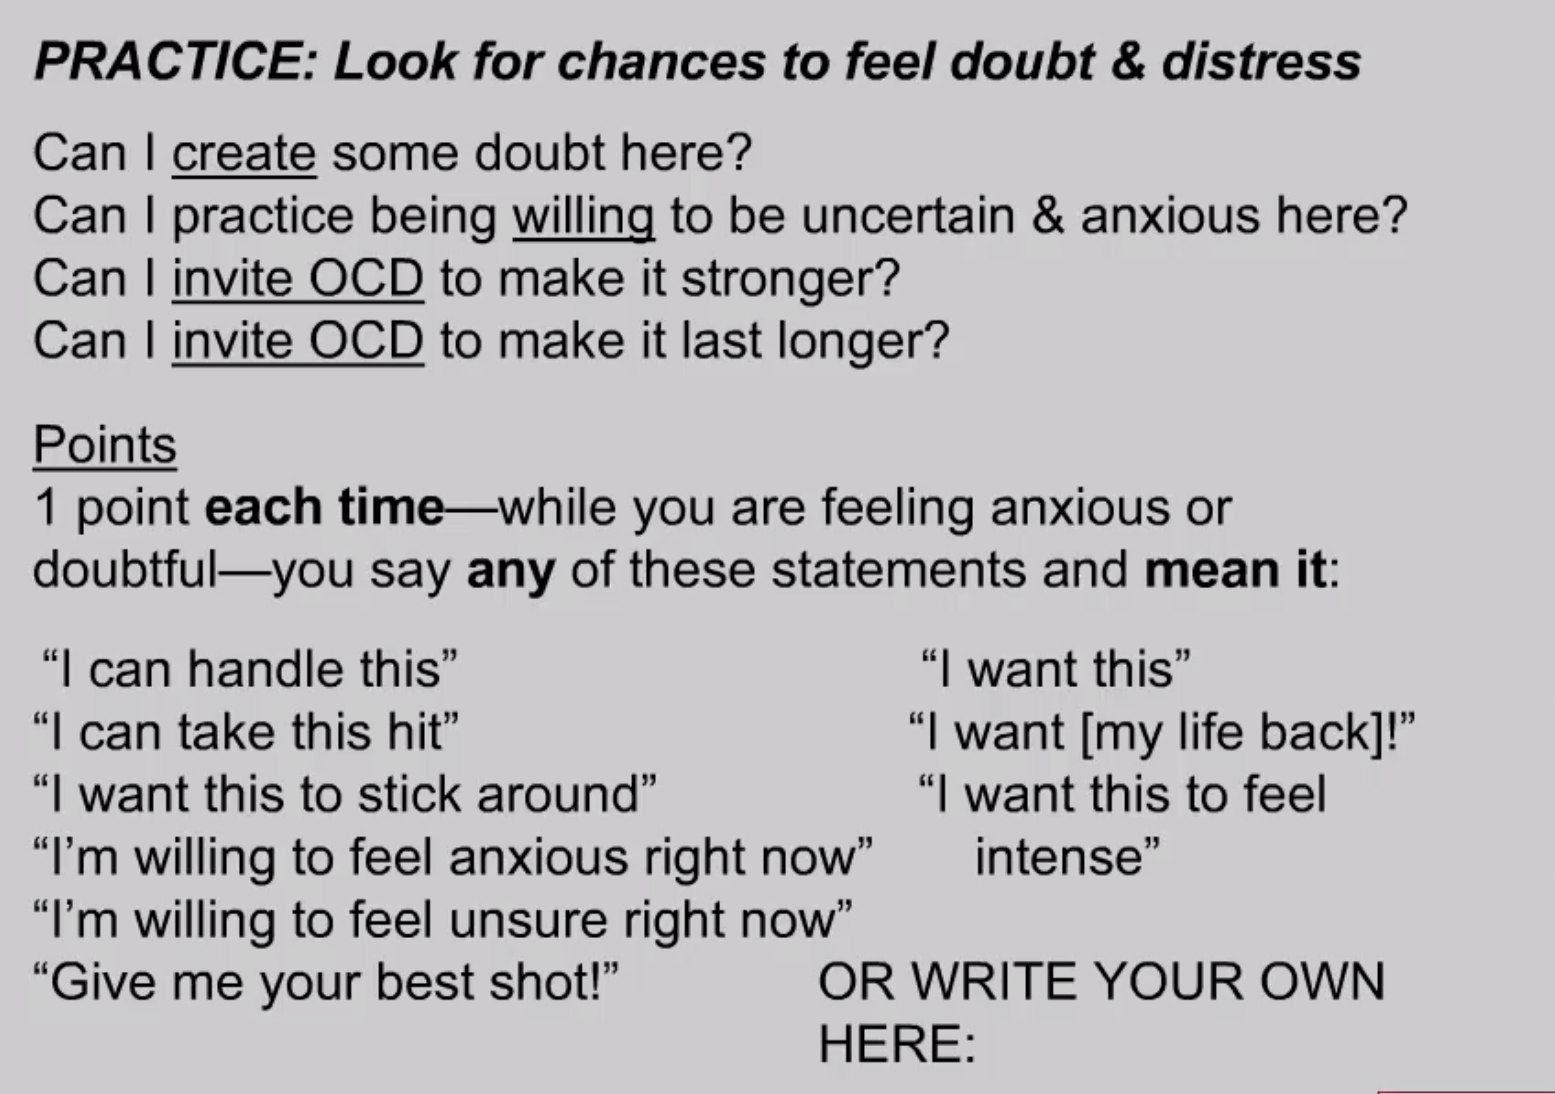 PRACTICE: Look for chances to feel doubt & distress
Can I create some doubt here?
Can I practice being willing to be uncertain & anxious here?
Can I invite OCD to make it stronger?
Can I invite OCD to make it last longer?
Points
1 point each time—while you are feeling anxious or
doubtful—you say any of these statements and mean it:
“I can handle this”
“I can take this hit”
“I want this to stick around”
“I’m willing to feel anxious right now”
“I’m willing to feel unsure right now”
“Give me your best shot!”
“I want this”
“I want [my life back]!”
“I want this to feel
intense”
OR WRITE YOUR OWN
HERE: